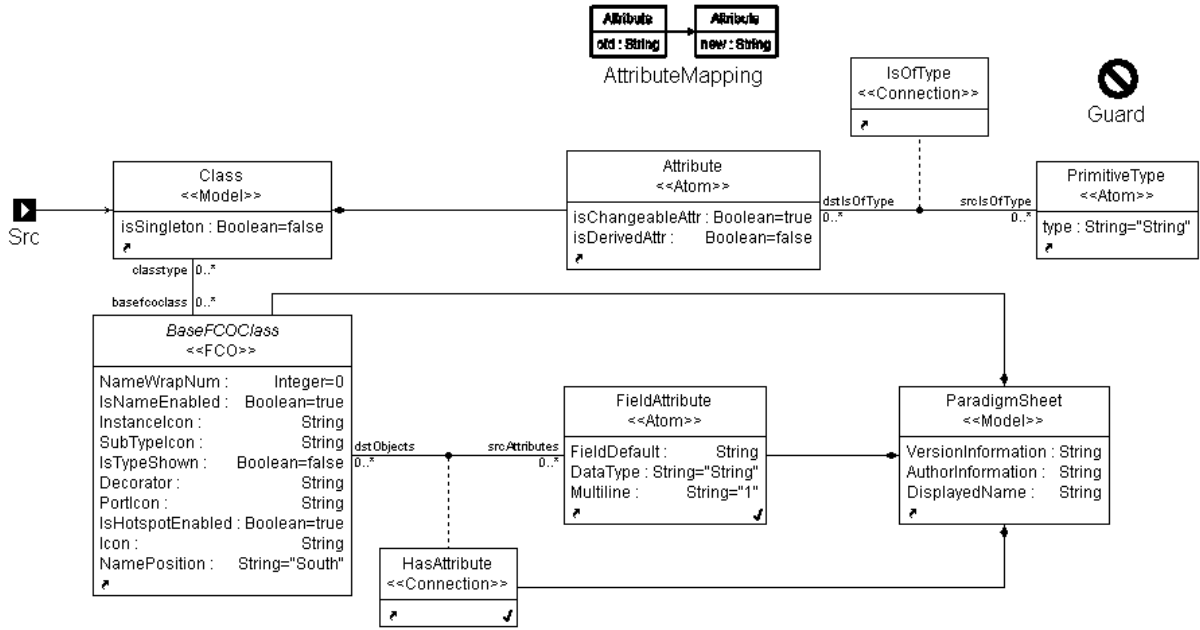 Attribute
old : String
Attribute
new : String
AttributeMapping
IsOfType
<<Connection>>
Guard
Class
<<Model>>
isSingleton : Boolean=false
Attribute
<<Atom>>
isChangeableAttr : Boolean=true
isDerivedAttr : Boolean=false
dstIsOfType
0..*
srcIsOfType
0..*
PrimitiveType
<<Atom>>
type : String="String"
Src
classtype 0..*
basefcoclass 0..*
BaseFCOClass
<<FCO>>
NameWrapNum : Integer=0
IsNameEnabled : Boolean=true
InstanceIcon : String
SubTypeIcon : String
IsTypeShown : Boolean=false
Decorator : String
PortIcon : String
IsHotspotEnabled : Boolean=true
Icon : String
NamePosition : String="South"
dstObjects
0..*
srcAttributes
0..*
FieldAttribute
<<Atom>>
FieldDefault : String
DataType : String="String"
Multiline : String="1"
ParadigmSheet
<<Model>>
VersionInformation : String
AuthorInformation : String
DisplayedName : String
HasAttribute
<<Connection>>